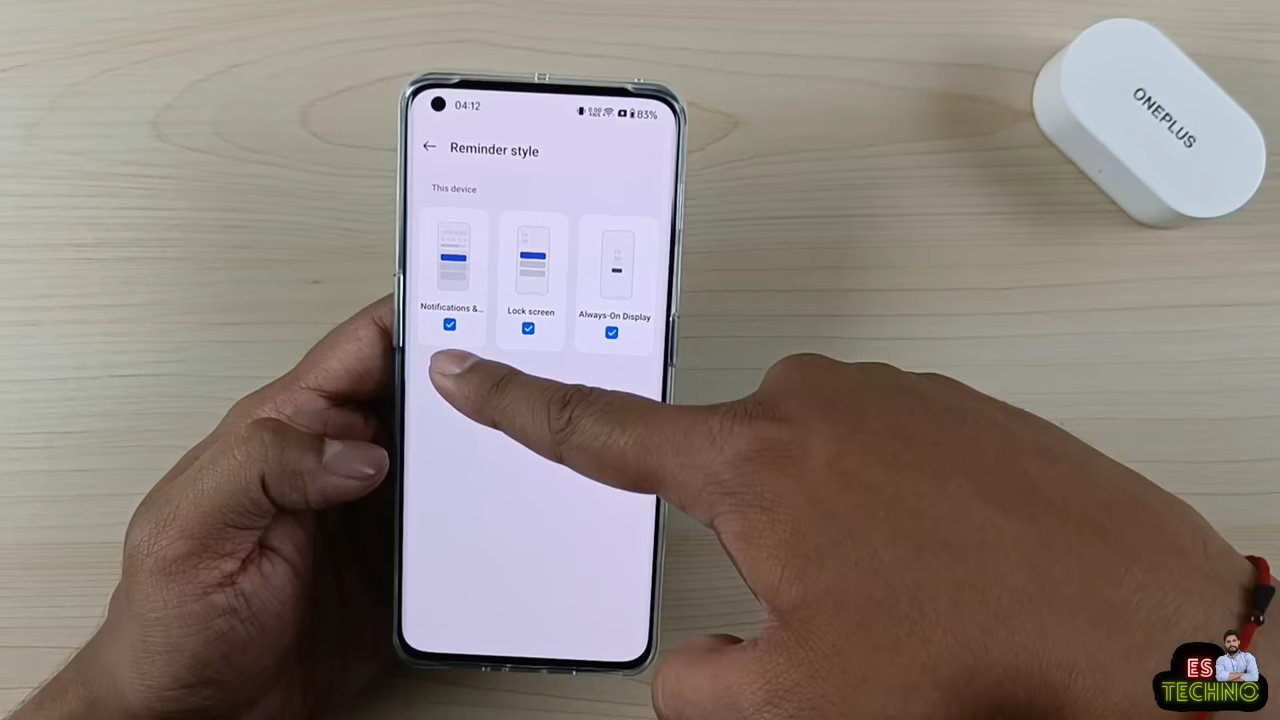 04:12
83%
Reminder style
This device
Notifications &...
Lock screen
Always-On Display
ONEPLUS
ES
TECHNO